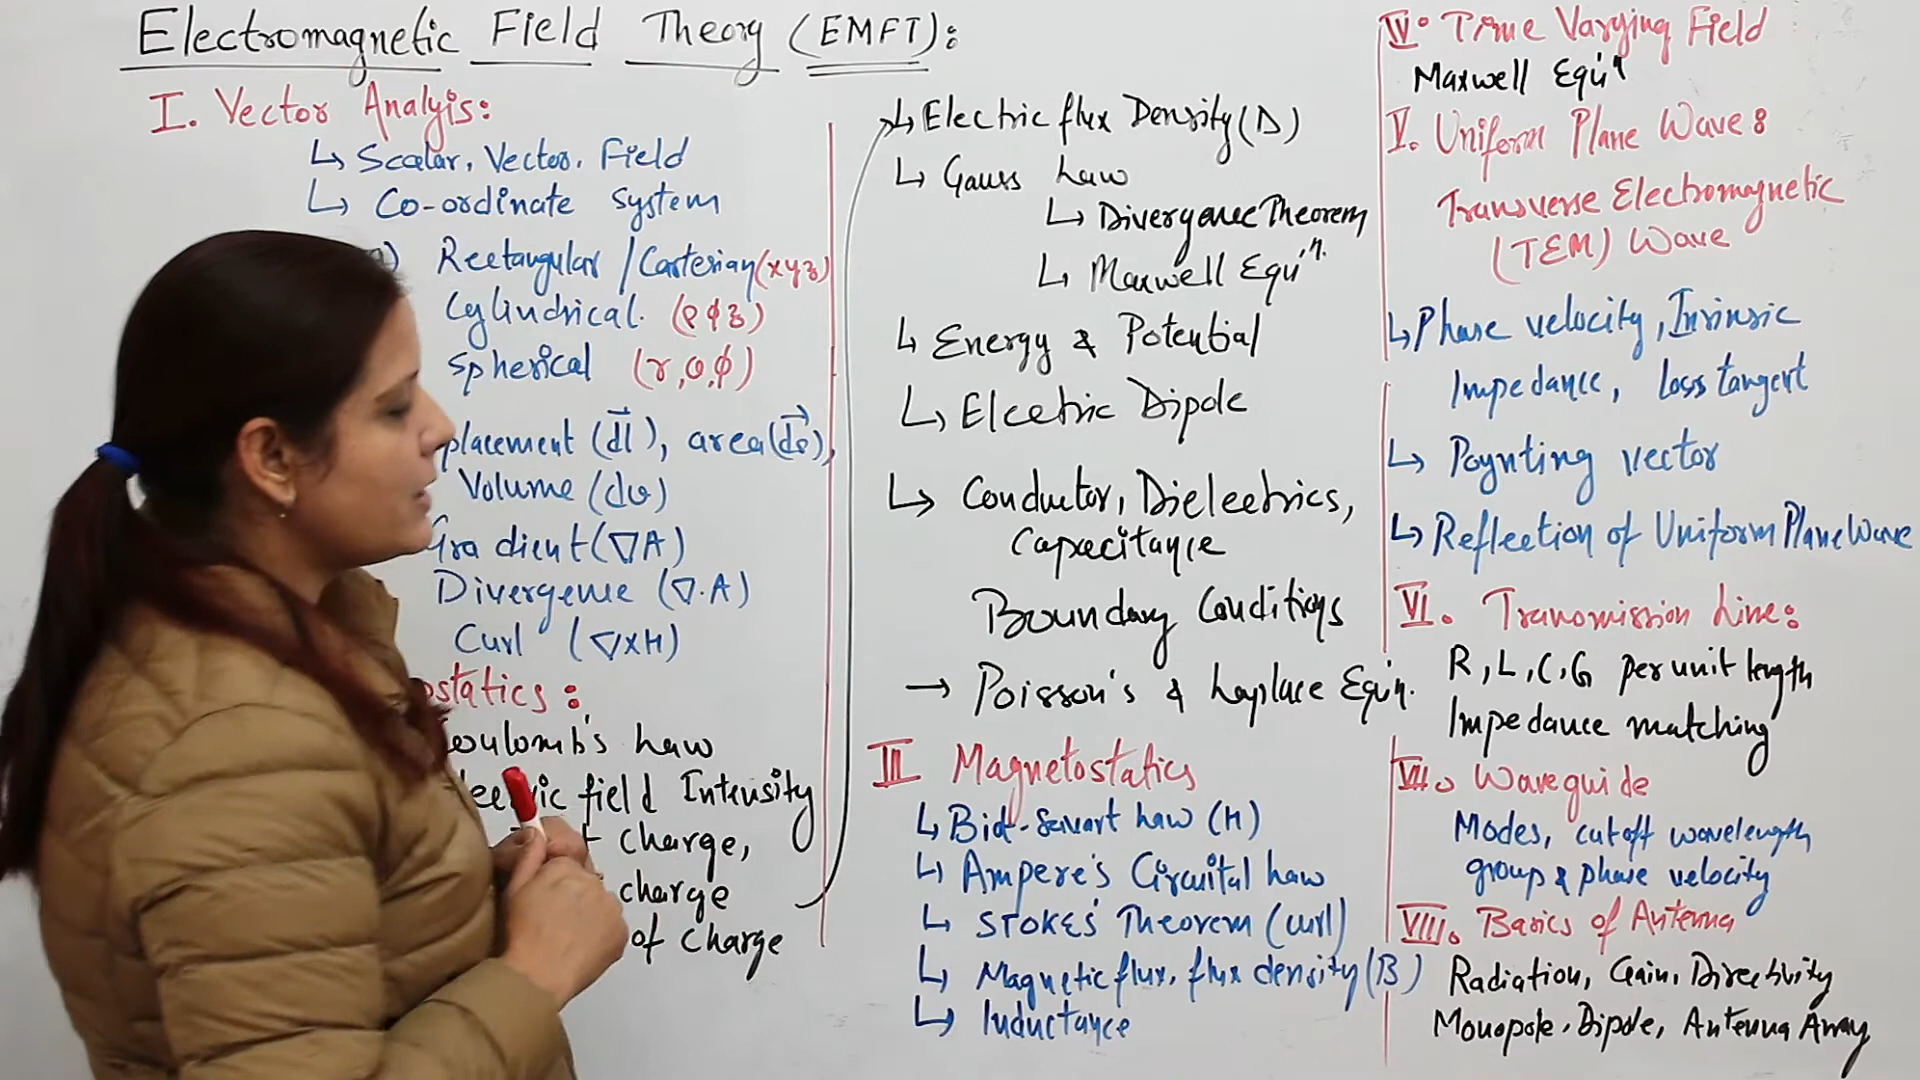 Electromagnetic Field Theory (EMFT):
I. Vector Analyis:
↳ Scalar, Vector, Field
↳ Co-ordinate system
a) Rectangular / Cartesian (xyz)
Cylindrical (ρϕz)
Spherical (r,θ,ϕ)
placement (dl), area (ds),
Volume (dv)
Gradient (∇A)
Divergence (∇.A)
Curl (∇×H)
ostatics:
Coulomb's Law
field Intensity
charge,
charge
of charge
↳ Electric flux Density (D)
↳ Gauss Law
↳ Divergence Theorem
↳ Maxwell Equⁿ.
↳ Energy & Potential
↳ Electric Dipole
↳ Conductor, Dielectrics,
Capacitance
Boundary Conditions
→ Poisson's & Laplace Equn.
III Magnetostatics
↳ Biot-Savart Law (H)
↳ Ampere's Circuital Law
↳ STOKES' Theorem (curl)
↳ Magnetic flux, flux density (B)
↳ Inductance
IV. Time Varying Field
Maxwell Equⁿ
V. Uniform Plane Wave:
Transverse Electromagnetic
(TEM) Wave
↳ Phase velocity, Inrinsic
Impedance, loss tangent
↳ Poynting vector
↳ Reflection of Uniform Plane Wave
VI. Transmission Line:
R, L, C, G per unit length
Impedance matching
VII. Waveguide
Modes, cutoff wavelength
group & phase velocity
VIII. Basics of Antenna
Radiation, Gain, Directivity
Monopole, Dipole, Antenna Array